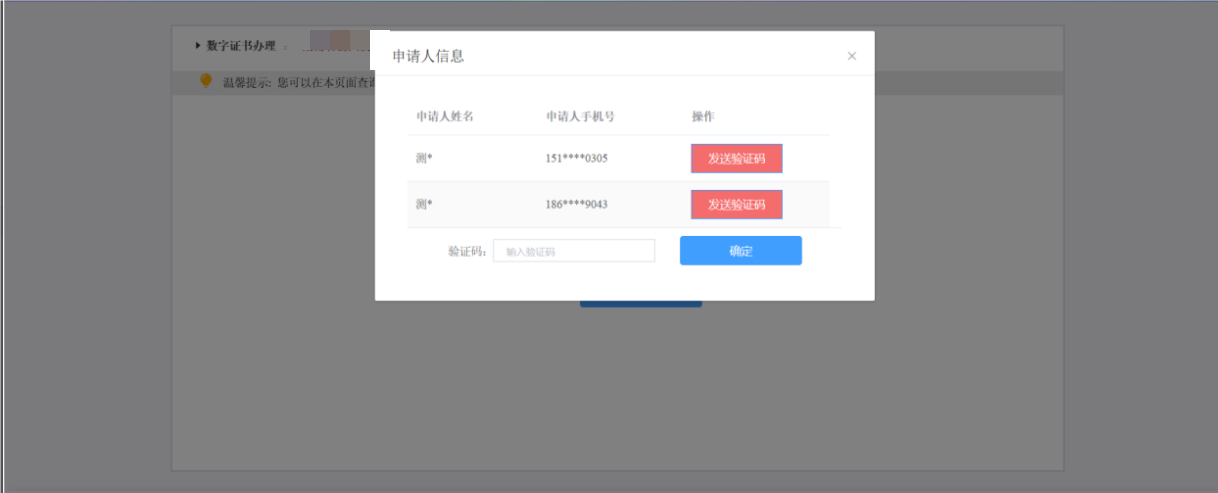 数字证书办理 :
申请人信息
温馨提示: 您可以在本页面查询
申请人姓名 申请人手机号 操作
测* 151****0305 发送验证码
测* 186****9043 发送验证码
验证码: 输入验证码 确定